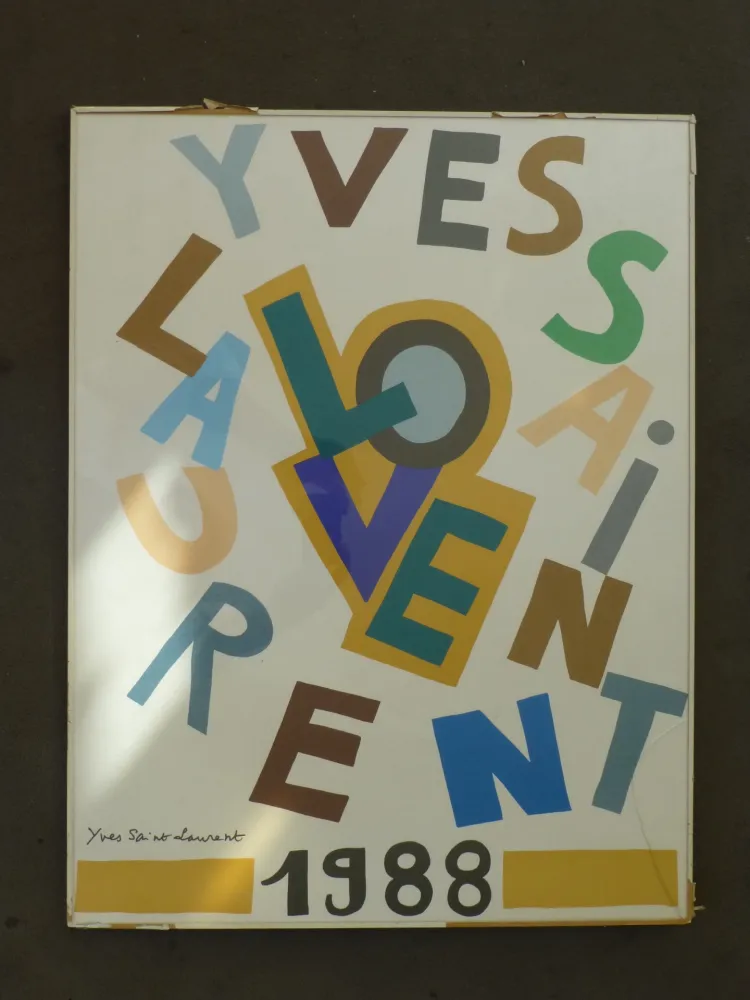 YVES
SAiNT
LAURENT
LOVE
Yves Saint Laurent
1988